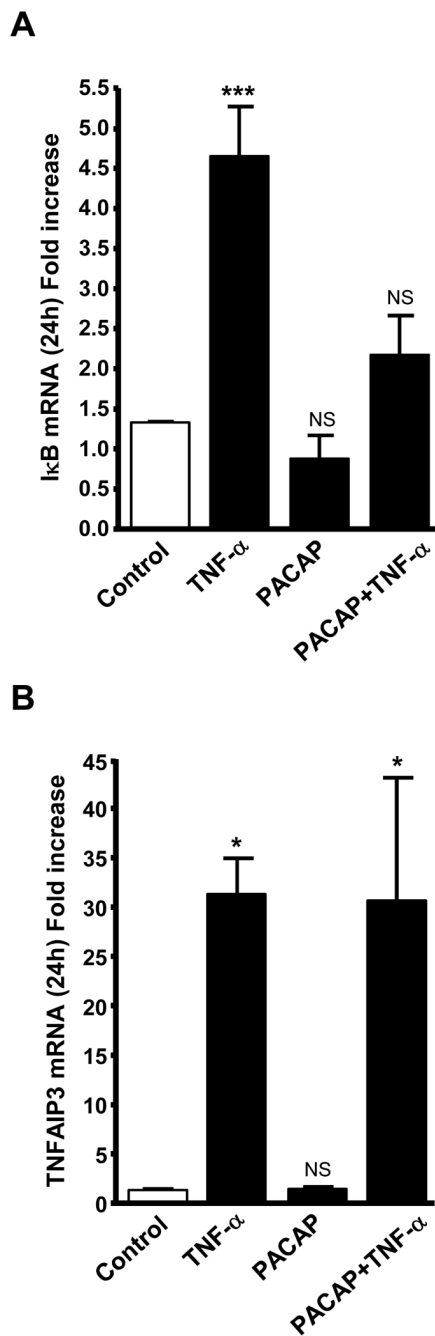 A
IκB mRNA (24h) Fold increase
5.5
5.0
4.5
4.0
3.5
3.0
2.5
2.0
1.5
1.0
0.5
0.0
***
NS
NS
Control
TNF-α
PACAP
PACAP+TNF-α
B
TNFAIP3 mRNA (24h) Fold increase
45
40
35
30
25
20
15
10
5
0
*
NS
*
Control
TNF-α
PACAP
PACAP+TNF-α